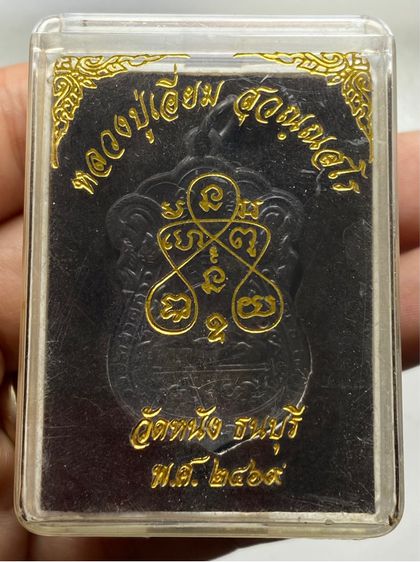 หลวงปู่เอี่ยม สุวณฺณสโร
วัดหนัง ธนบุรี
พ.ศ. ๒๔๖๙